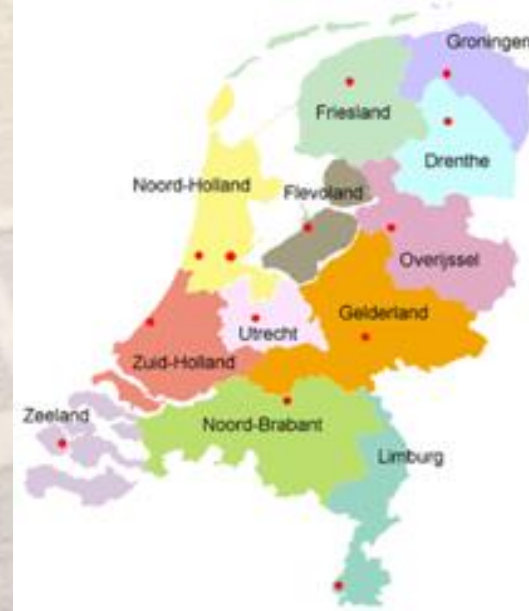 Groningen
Friesland
Drenthe
Noord-Holland
Flevoland
Overijssel
Gelderland
Utrecht
Zuid-Holland
Zeeland
Noord-Brabant
Limburg